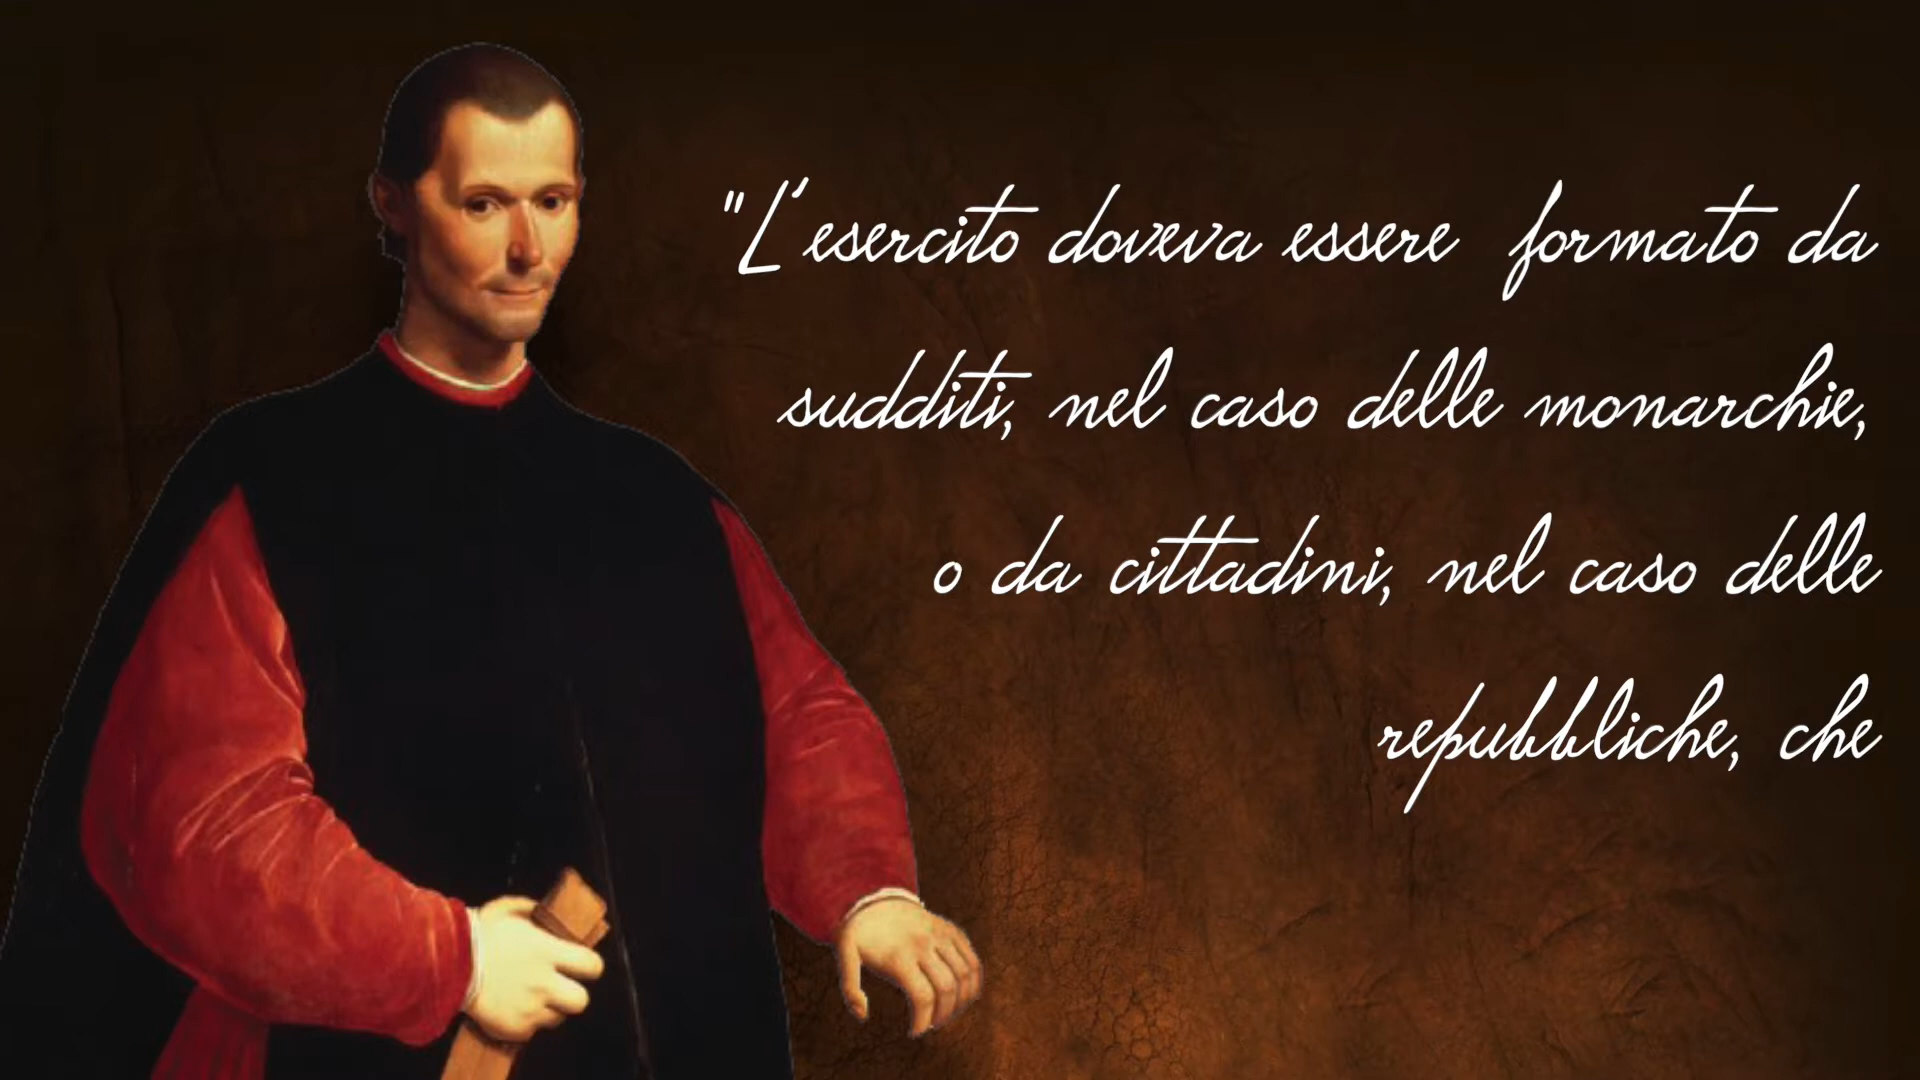 "L'esercito doveva essere formato da
sudditi, nel caso delle monarchie,
o da cittadini, nel caso delle
repubbliche, che